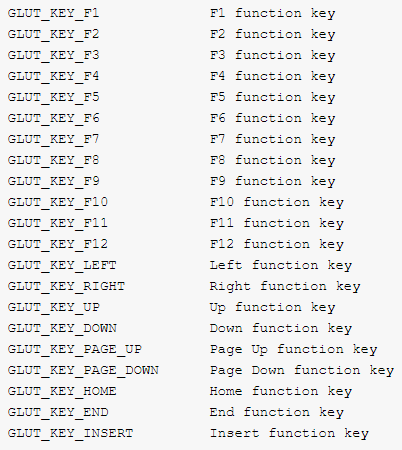 GLUT_KEY_F1 F1 function key
GLUT_KEY_F2 F2 function key
GLUT_KEY_F3 F3 function key
GLUT_KEY_F4 F4 function key
GLUT_KEY_F5 F5 function key
GLUT_KEY_F6 F6 function key
GLUT_KEY_F7 F7 function key
GLUT_KEY_F8 F8 function key
GLUT_KEY_F9 F9 function key
GLUT_KEY_F10 F10 function key
GLUT_KEY_F11 F11 function key
GLUT_KEY_F12 F12 function key
GLUT_KEY_LEFT Left function key
GLUT_KEY_RIGHT Right function key
GLUT_KEY_UP Up function key
GLUT_KEY_DOWN Down function key
GLUT_KEY_PAGE_UP Page Up function key
GLUT_KEY_PAGE_DOWN Page Down function key
GLUT_KEY_HOME Home function key
GLUT_KEY_END End function key
GLUT_KEY_INSERT Insert function key